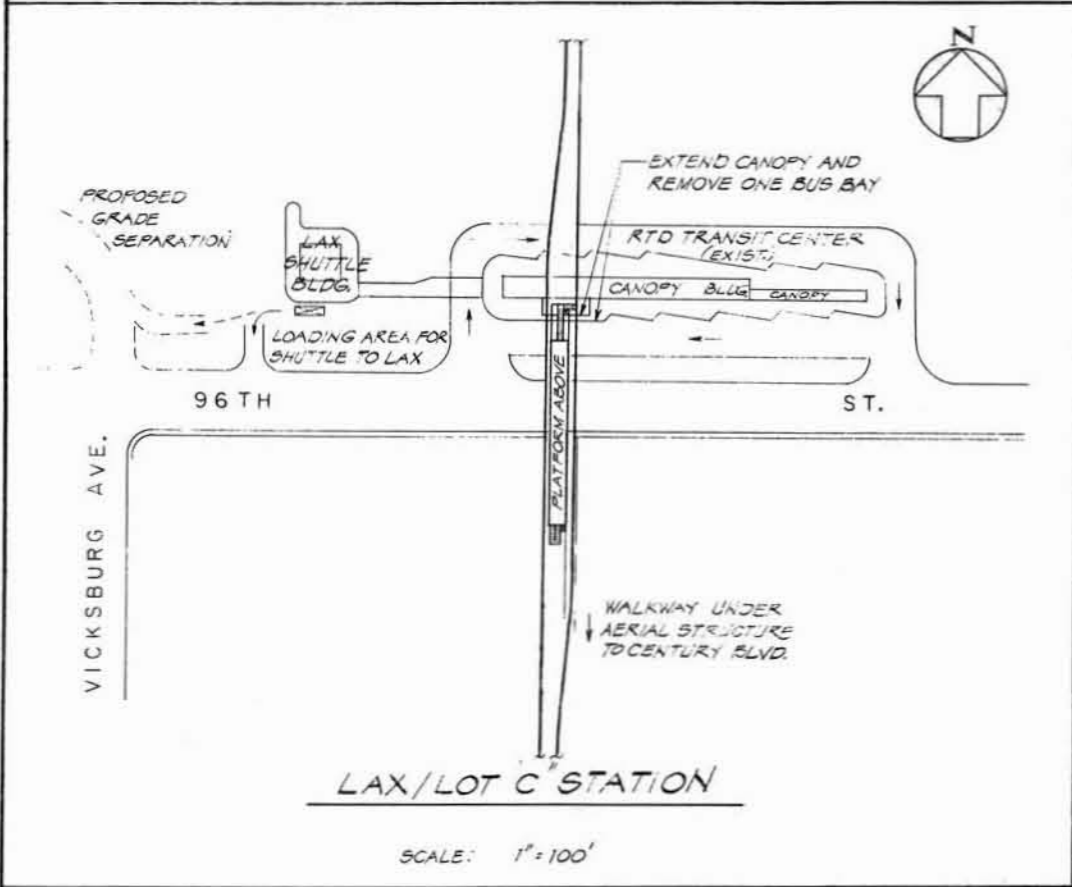 N
EXTEND CANOPY AND
REMOVE ONE BUS BAY
PROPOSED
GRADE
SEPARATION
LAX
SHUTTLE
BLDG.
RTD TRANSIT CENTER
(EXIST.)
CANOPY BLDG
CANOPY
LOADING AREA FOR
SHUTTLE TO LAX
PLATFORM ABOVE
96TH ST.
VICKSBURG AVE.
WALKWAY UNDER
AERIAL STRUCTURE
TO CENTURY BLVD.
LAX/LOT "C" STATION
SCALE: 1"=100'